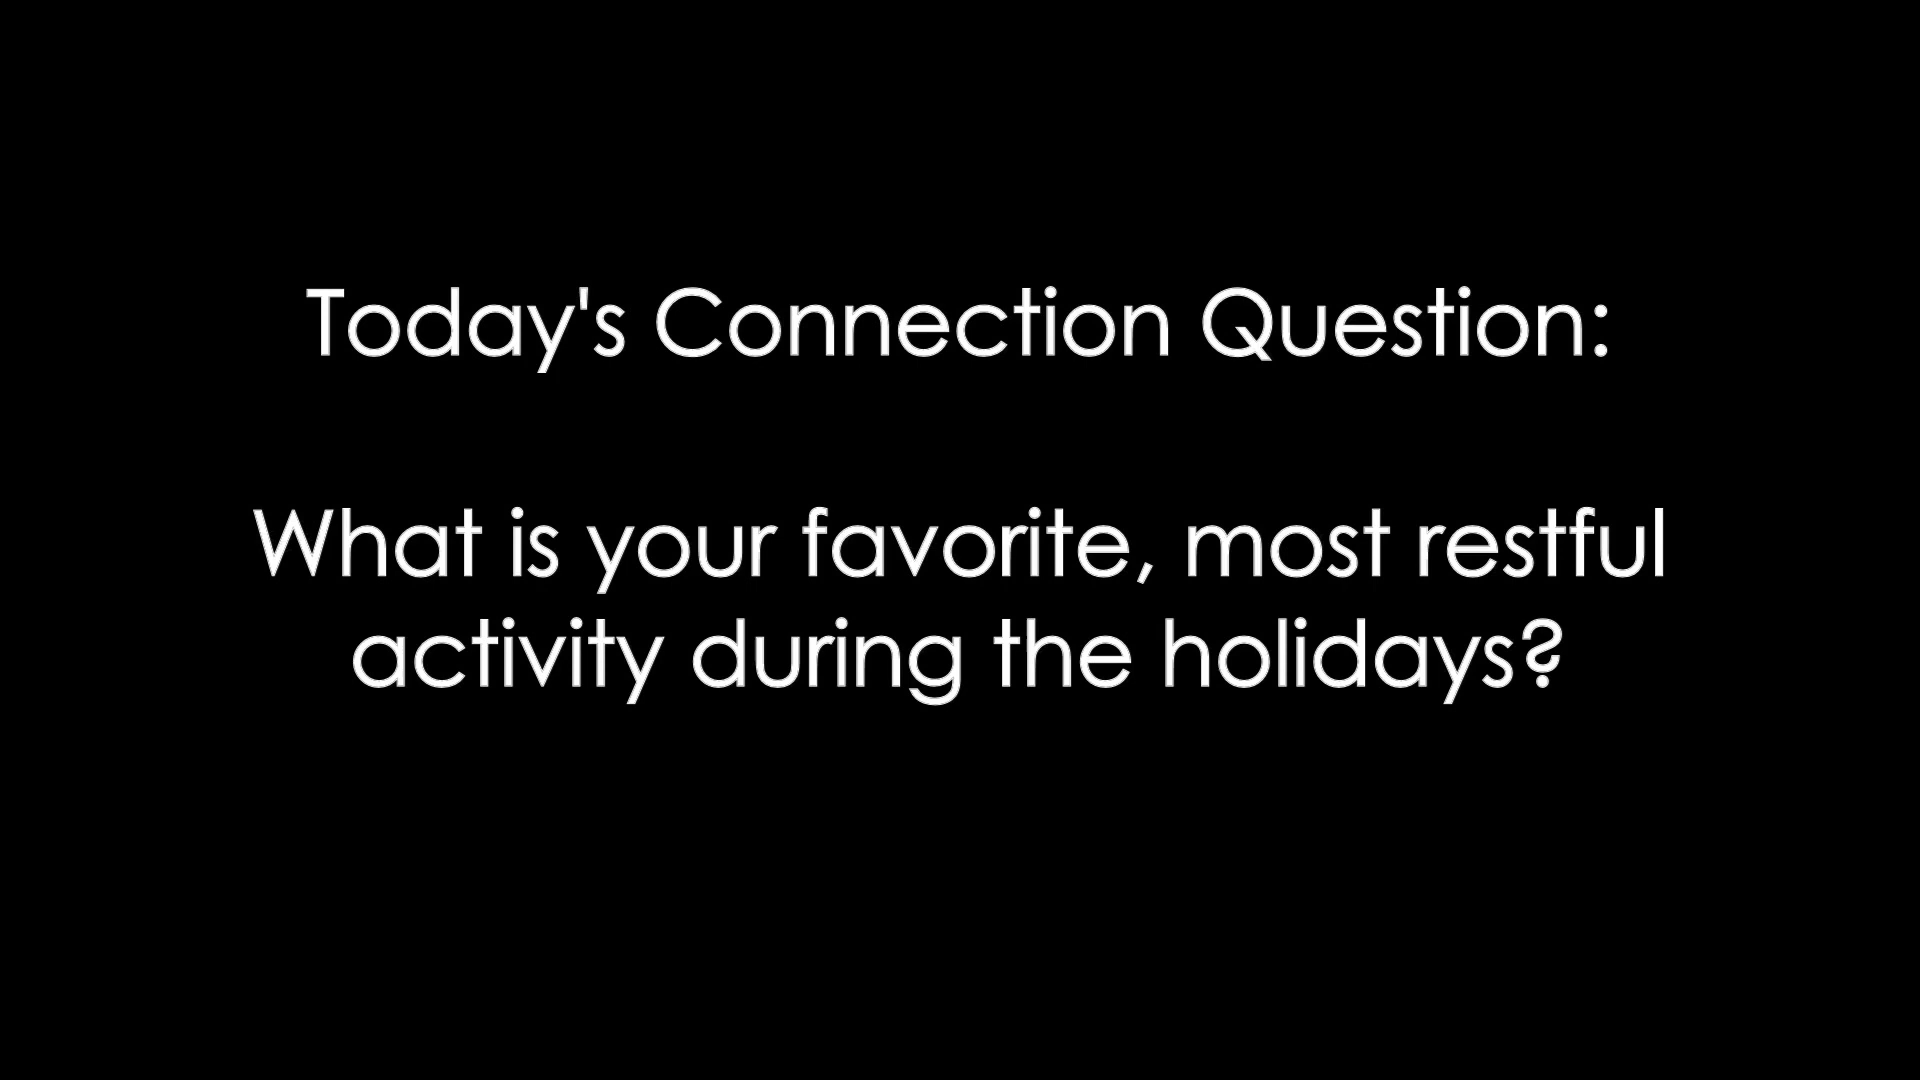 Today's Connection Question:
What is your favorite, most restful
activity during the holidays?